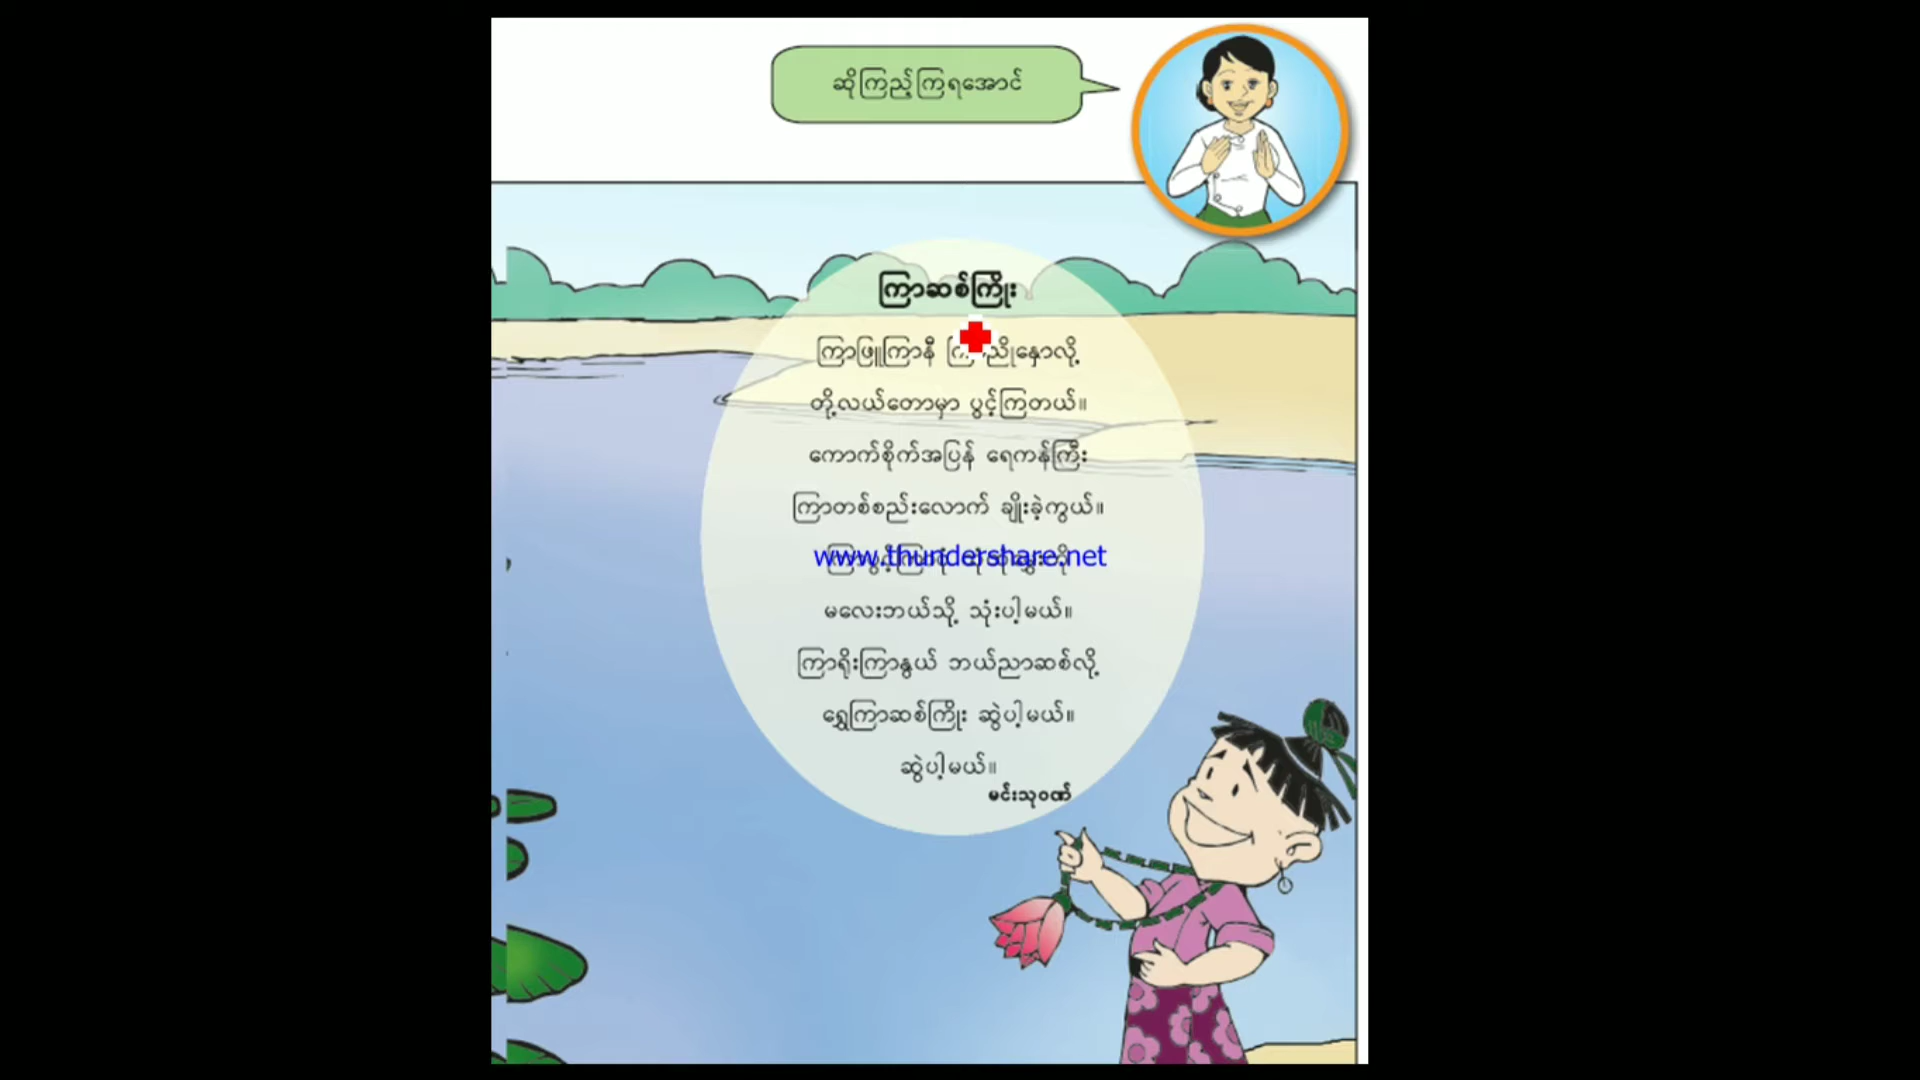 ဆိုကြည့်ကြရအောင်
ကြာဆစ်ကြိုး
ကြာဖြူကြာနီ ကြာညိုနှောလို့
တို့လယ်တောမှာ ပွင့်ကြတယ်။
ကောက်စိုက်အပြန် ရေကန်ကြီး
ကြာတစ်စည်းလောက် ချိုးခဲ့ကွယ်။
www.thundershare.net
မလေးဘယ်သို့ သုံးပါ့မယ်။
ကြာရိုးကြာနွယ် ဘယ်ညာဆစ်လို့
ရွှေကြာဆစ်ကြိုး ဆွဲပါ့မယ်။
ဆွဲပါ့မယ်။
မင်းသုဝဏ်